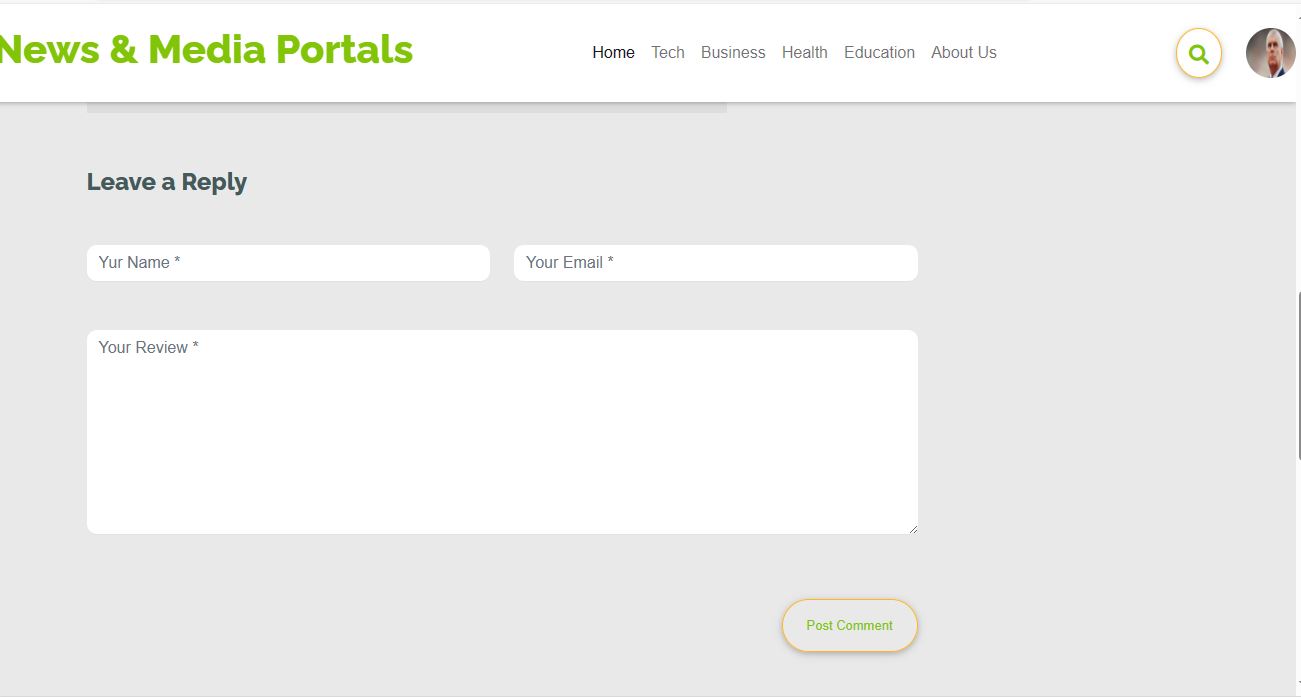 News & Media Portals
Home Tech Business Health Education About Us
Leave a Reply
Yur Name *
Your Email *
Your Review *
Post Comment